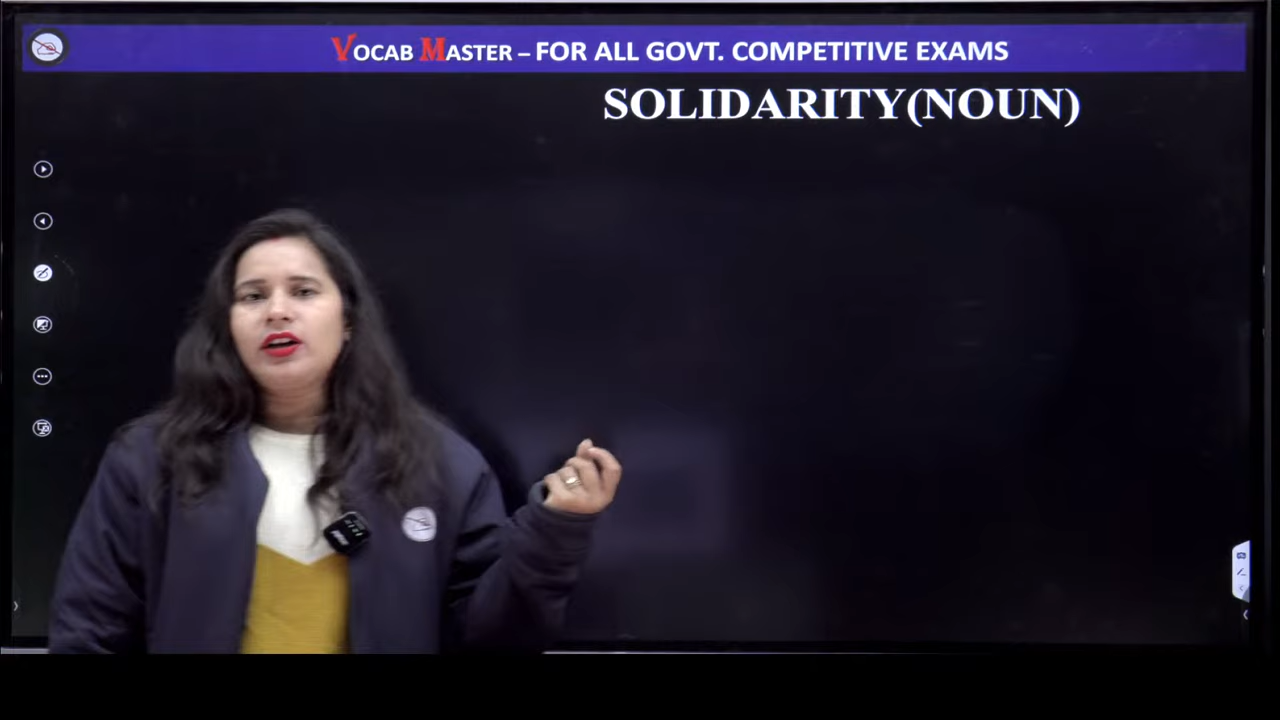 VOCAB MASTER – FOR ALL GOVT. COMPETITIVE EXAMS
SOLIDARITY(NOUN)